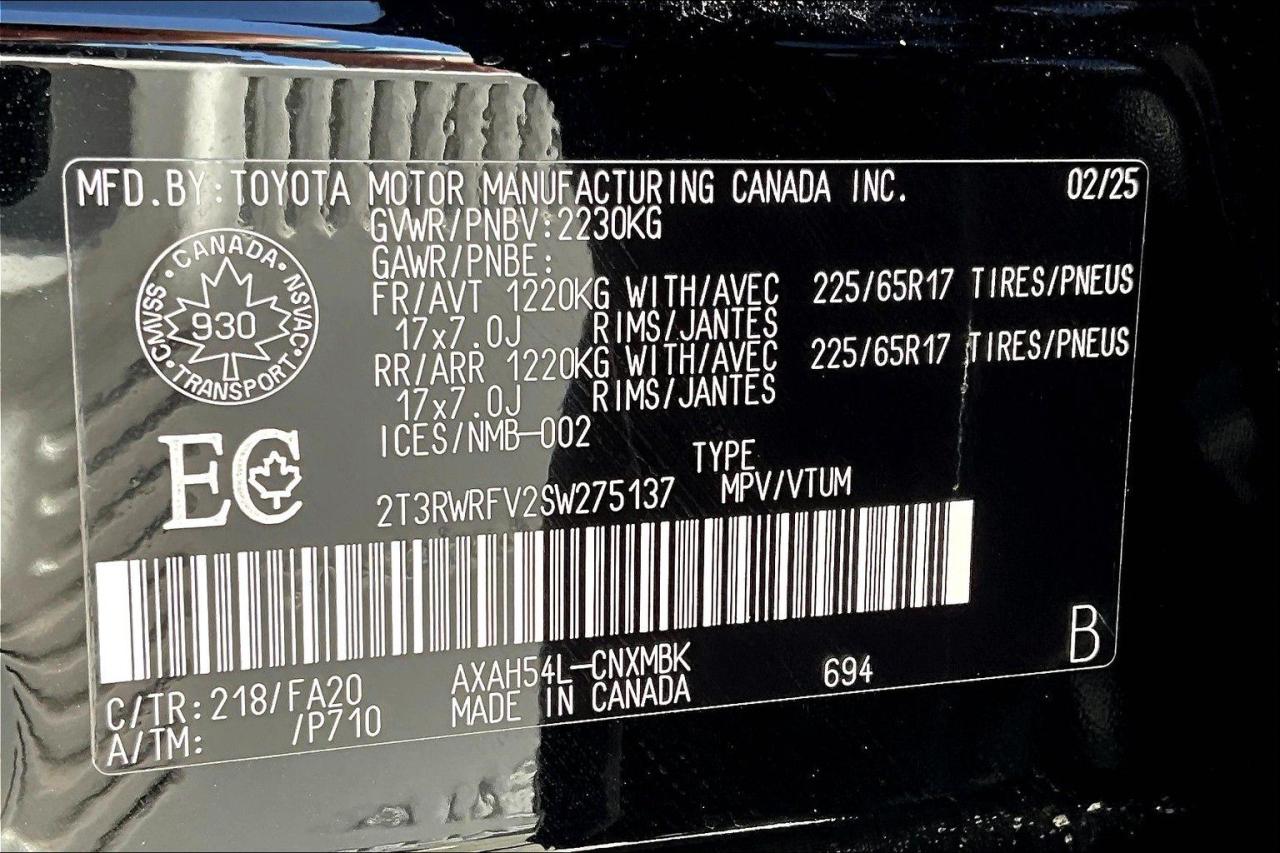 MFD.BY:TOYOTA MOTOR MANUFACTURING CANADA INC. 02/25
GVWR/PNBV:2230KG
GAWR/PNBE:
FR/AVT 1220KG WITH/AVEC 225/65R17 TIRES/PNEUS
17x7.0J RIMS/JANTES
RR/ARR 1220KG WITH/AVEC 225/65R17 TIRES/PNEUS
17x7.0J RIMS/JANTES
ICES/NMB-002
CANADA • NSVAC • TRANSPORT • CMVSS •
930
EC
TYPE
2T3RWRFV2SW275137 MPV/VTUM
C/TR:218/FA20 AXAH54L-CNXMBK 694 B
A/TM: /P710 MADE IN CANADA